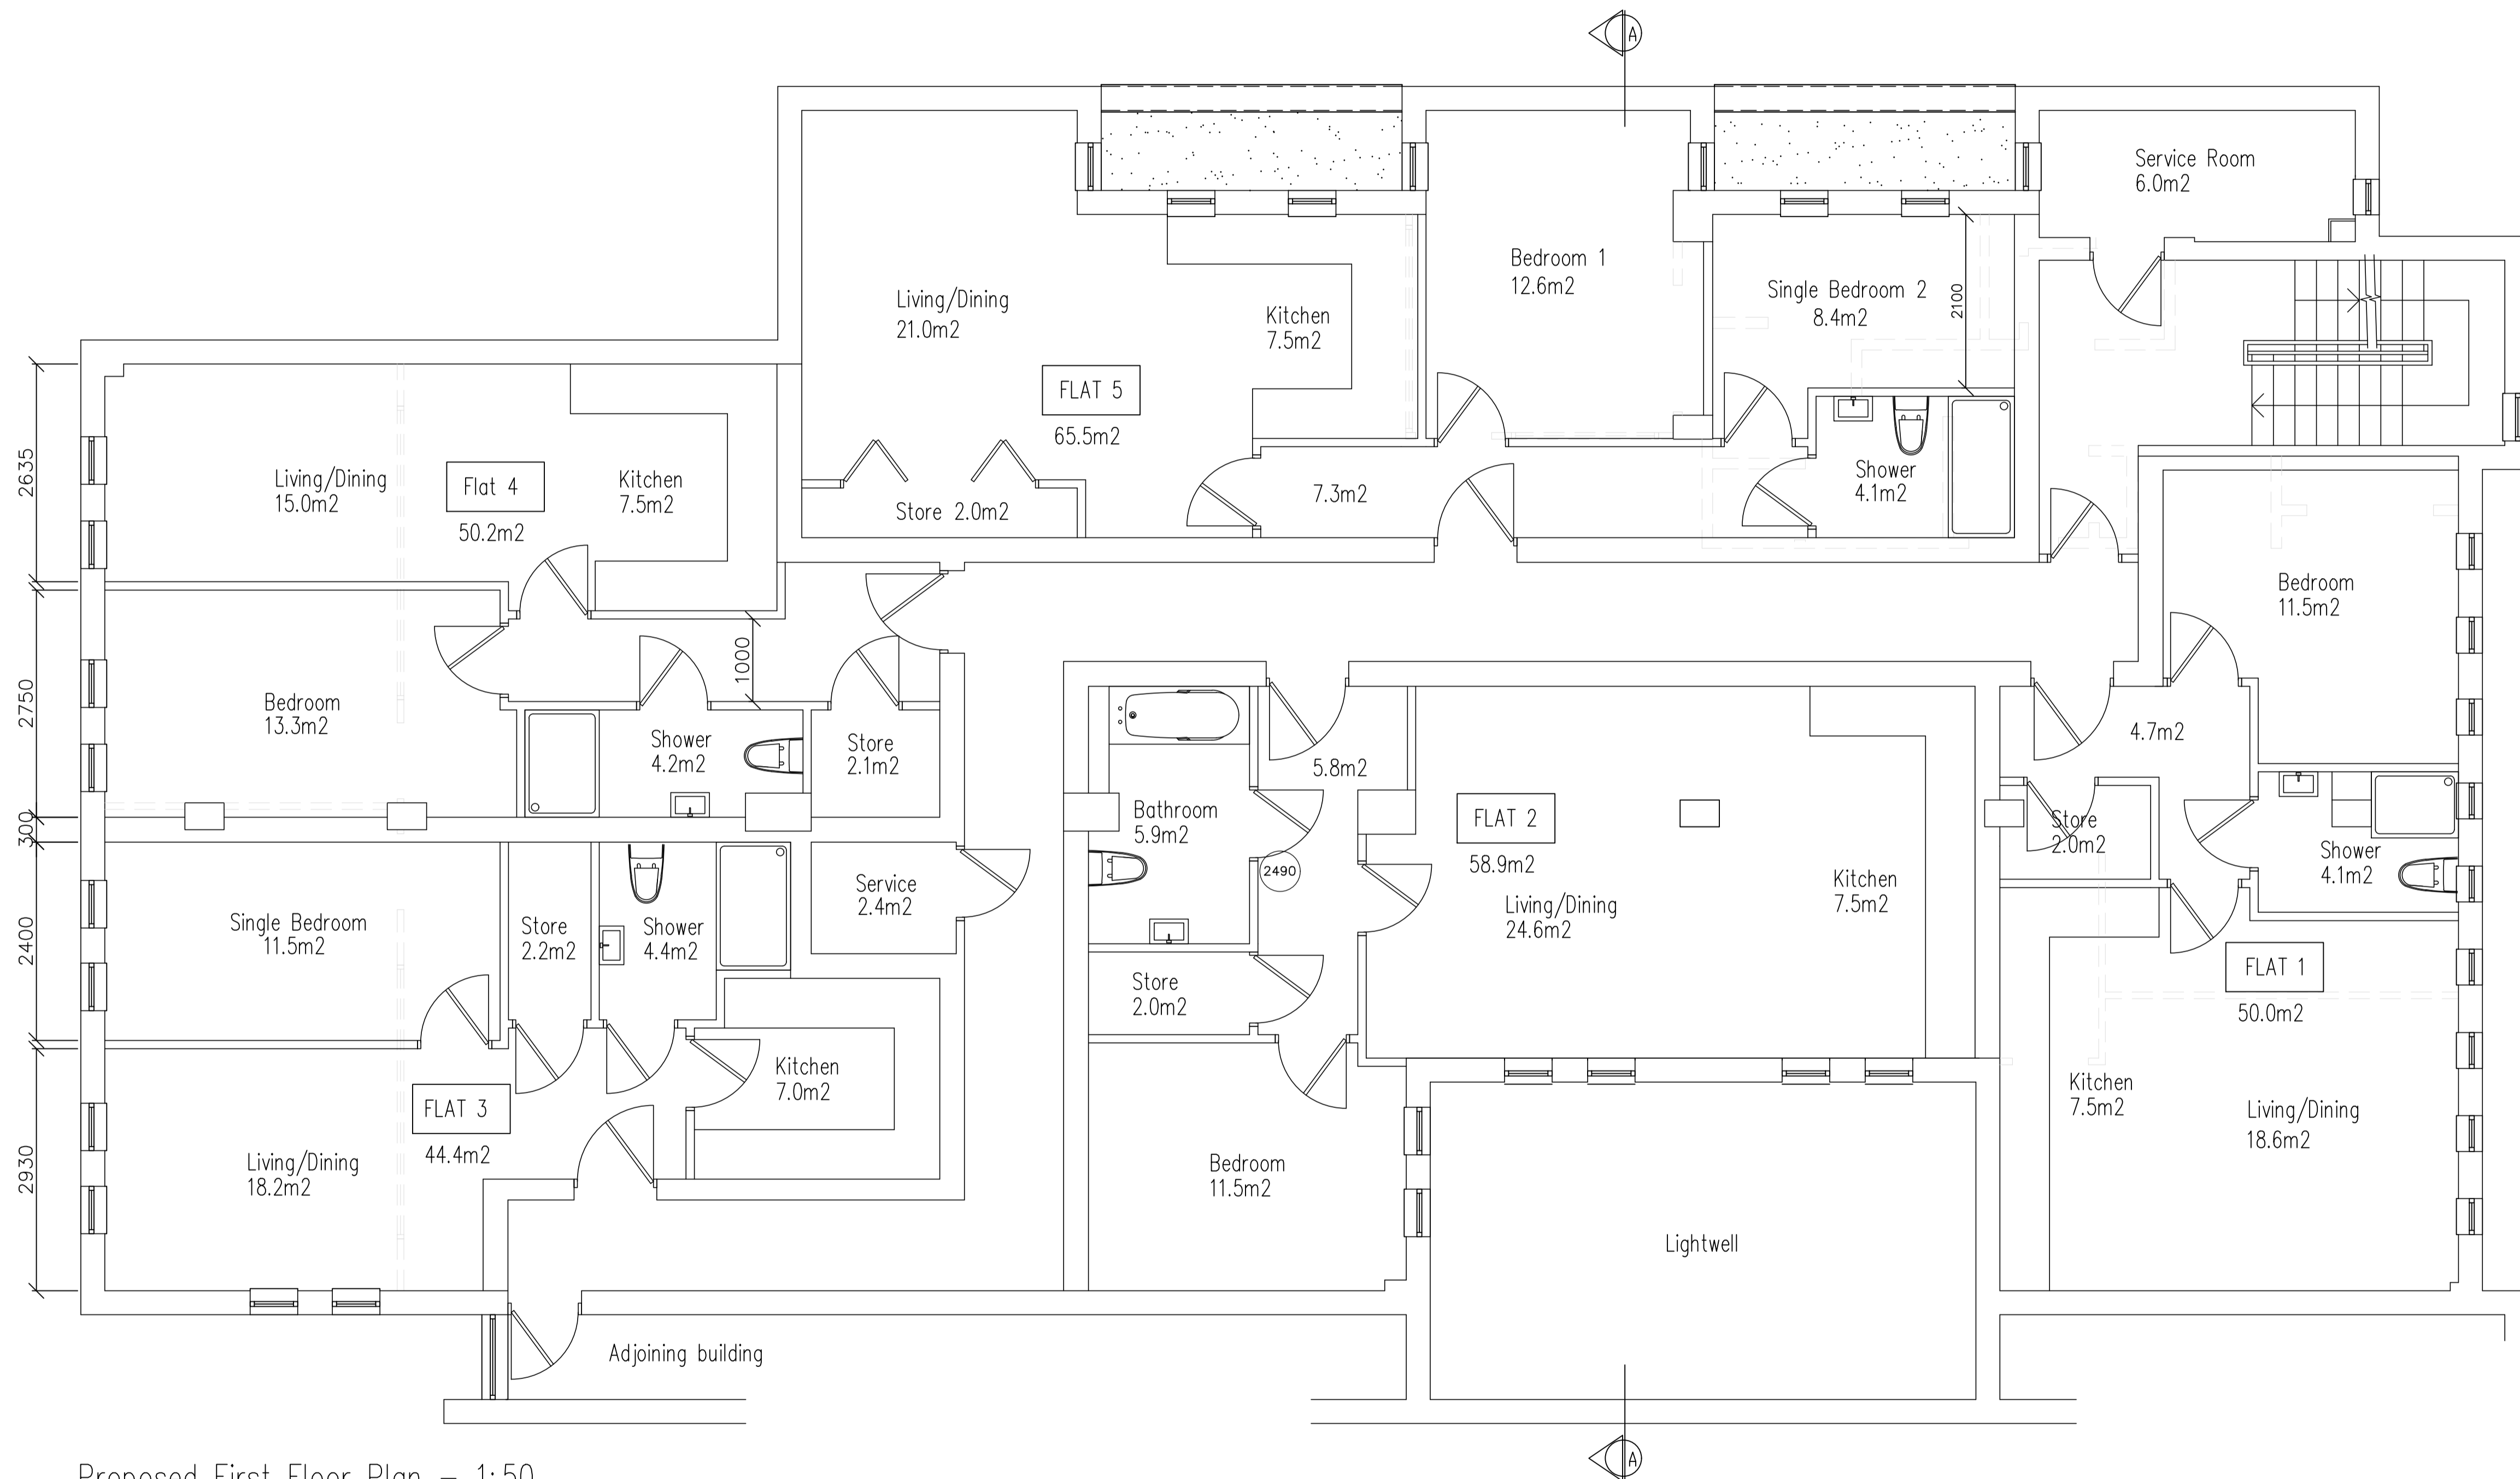 A
Service Room
6.0m2
Bedroom 1
12.6m2
Single Bedroom 2
8.4m2
2100
Living/Dining
21.0m2
Kitchen
7.5m2
FLAT 5
65.5m2
Store 2.0m2
7.3m2
Shower
4.1m2
2635
Living/Dining
15.0m2
Flat 4
50.2m2
Kitchen
7.5m2
Bedroom
11.5m2
2750
1000
Bedroom
13.3m2
Shower
4.2m2
Store
2.1m2
5.8m2
4.7m2
300
Bathroom
5.9m2
FLAT 2
58.9m2
2490
Living/Dining
24.6m2
Kitchen
7.5m2
Store
2.0m2
Shower
4.1m2
2400
Single Bedroom
11.5m2
Store
2.2m2
Shower
4.4m2
Service
2.4m2
Store
2.0m2
FLAT 1
50.0m2
Kitchen
7.5m2
Living/Dining
18.6m2
2930
FLAT 3
44.4m2
Living/Dining
18.2m2
Kitchen
7.0m2
Bedroom
11.5m2
Lightwell
Adjoining building
A
Proposed First Floor Plan - 1:50